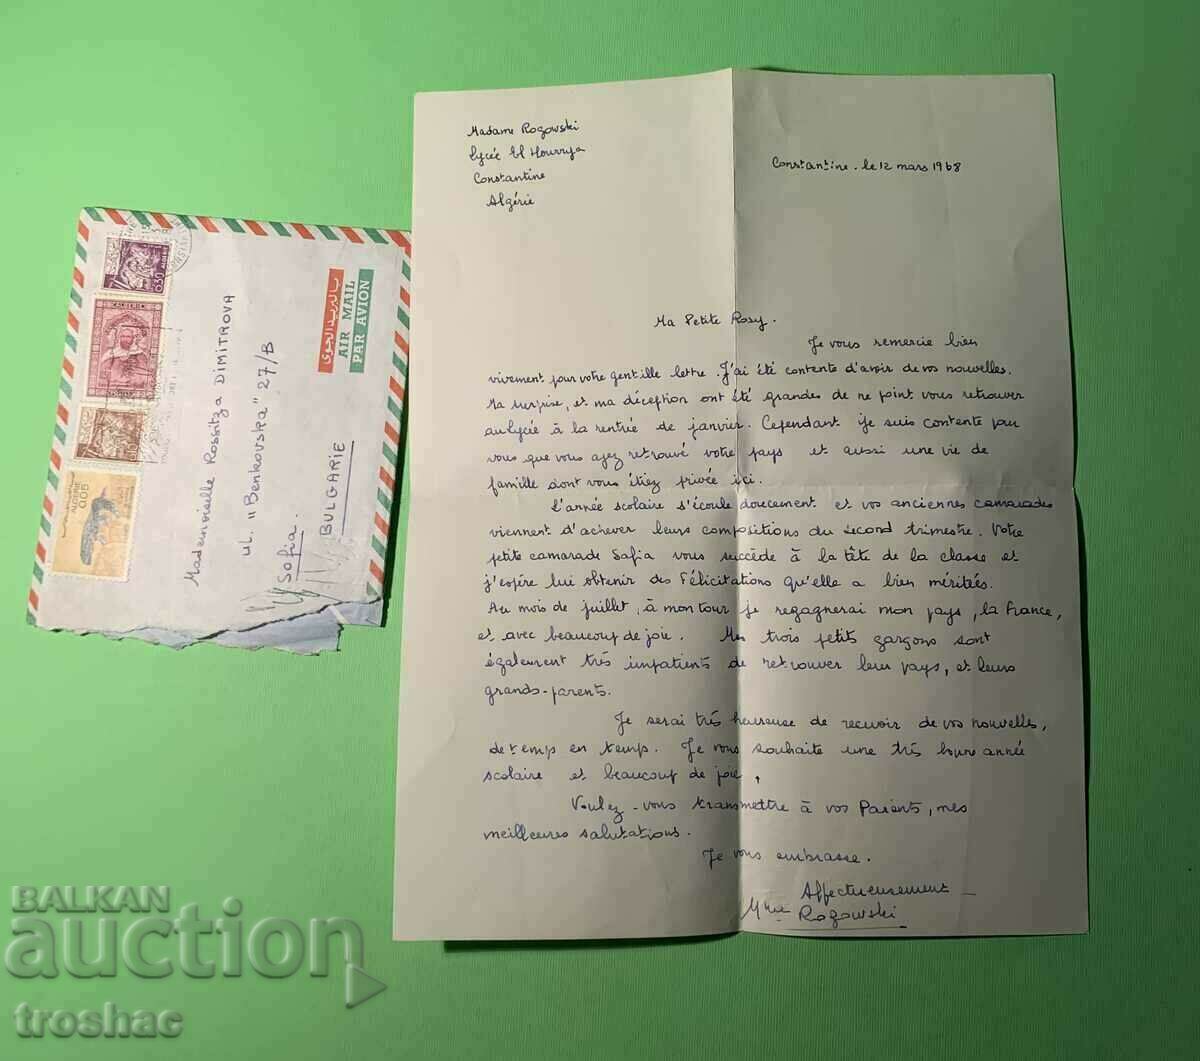 Madame Rogowski
Lycée El Hourrya
Constantine
Algérie
Constantine. le 12 mars 1968
Ma Petite Rosy.
Je vous remercie bien
vivement pour votre gentille lettre. J'ai été contente d'avoir de vos nouvelles.
Ma surprise, et ma déception ont été grandes de ne point vous retrouver
au lycée à la rentrée de janvier. Cependant je suis contente pour
vous que vous ayez retrouvé votre pays et aussi une vie de
famille dont vous étiez privée ici.
L'année scolaire s'écoule doucement et vos anciennes camarades
viennent d'achever leurs compositions du second trimestre. Votre
petite camarade Safia vous succède à la tête de la classe et
j'espère lui obtenir des Félicitations qu'elle a bien méritées.
Au mois de juillet, à mon tour je regagnerai mon pays, la France,
et avec beaucoup de joie. Mes trois petits garçons sont
également très impatients de retrouver leur pays, et leurs
grands-parents.
Je serai très heureuse de recevoir de vos nouvelles,
de temps en temps. Je vous souhaite une très bonne année
scolaire et beaucoup de joie.
Voulez-vous transmettre à vos Parents, mes
meilleures salutations.
Je vous embrasse.
Affectueusement
Mme Rogowski
Mademoiselle Rossitza DIMITROVA
ul. "Benkovska" 27/B
Sofia.
BULGARIE
بالبريد الجوي
AIR MAIL
PAR AVION
0.30 ALGERIE
ALGERIE
0.05
BALKAN
auction
troshac